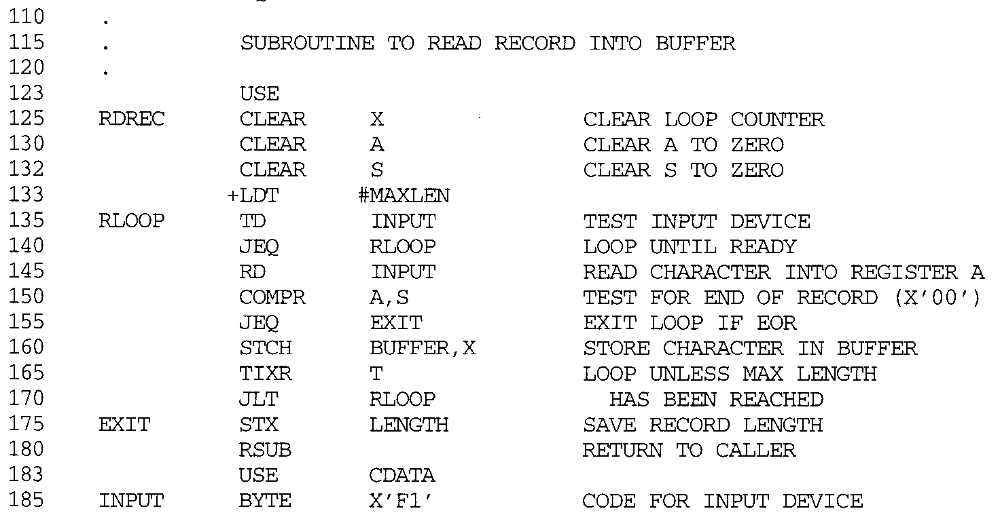 110 .
115 . SUBROUTINE TO READ RECORD INTO BUFFER
120 .
123 USE
125 RDREC CLEAR X CLEAR LOOP COUNTER
130 CLEAR A CLEAR A TO ZERO
132 CLEAR S CLEAR S TO ZERO
133 +LDT #MAXLEN
135 RLOOP TD INPUT TEST INPUT DEVICE
140 JEQ RLOOP LOOP UNTIL READY
145 RD INPUT READ CHARACTER INTO REGISTER A
150 COMPR A,S TEST FOR END OF RECORD (X'00')
155 JEQ EXIT EXIT LOOP IF EOR
160 STCH BUFFER,X STORE CHARACTER IN BUFFER
165 TIXR T LOOP UNLESS MAX LENGTH
170 JLT RLOOP HAS BEEN REACHED
175 EXIT STX LENGTH SAVE RECORD LENGTH
180 RSUB RETURN TO CALLER
183 USE CDATA
185 INPUT BYTE X'F1' CODE FOR INPUT DEVICE